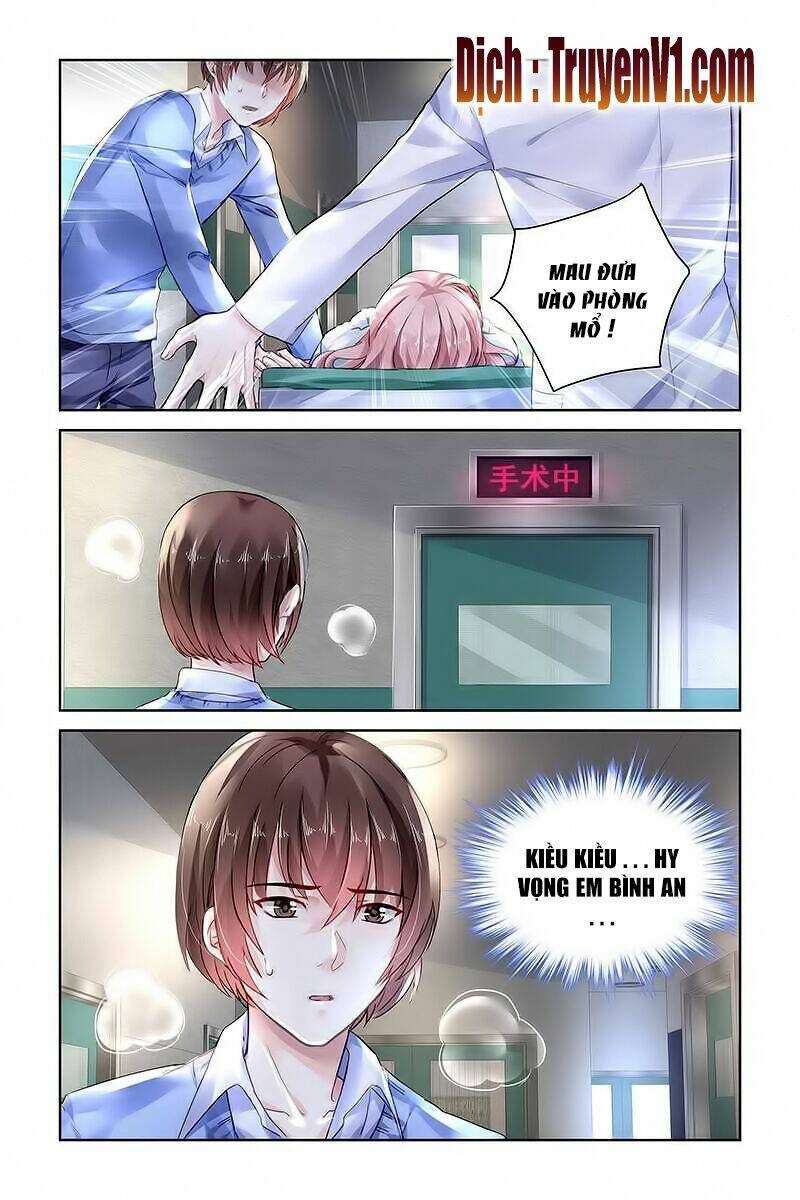 Dịch : TruyenV1.com
MAU ĐƯA
VÀO PHÒNG
MỔ !
手术中
KIỀU KIỀU . . . HY
VỌNG EM BÌNH AN
. . .